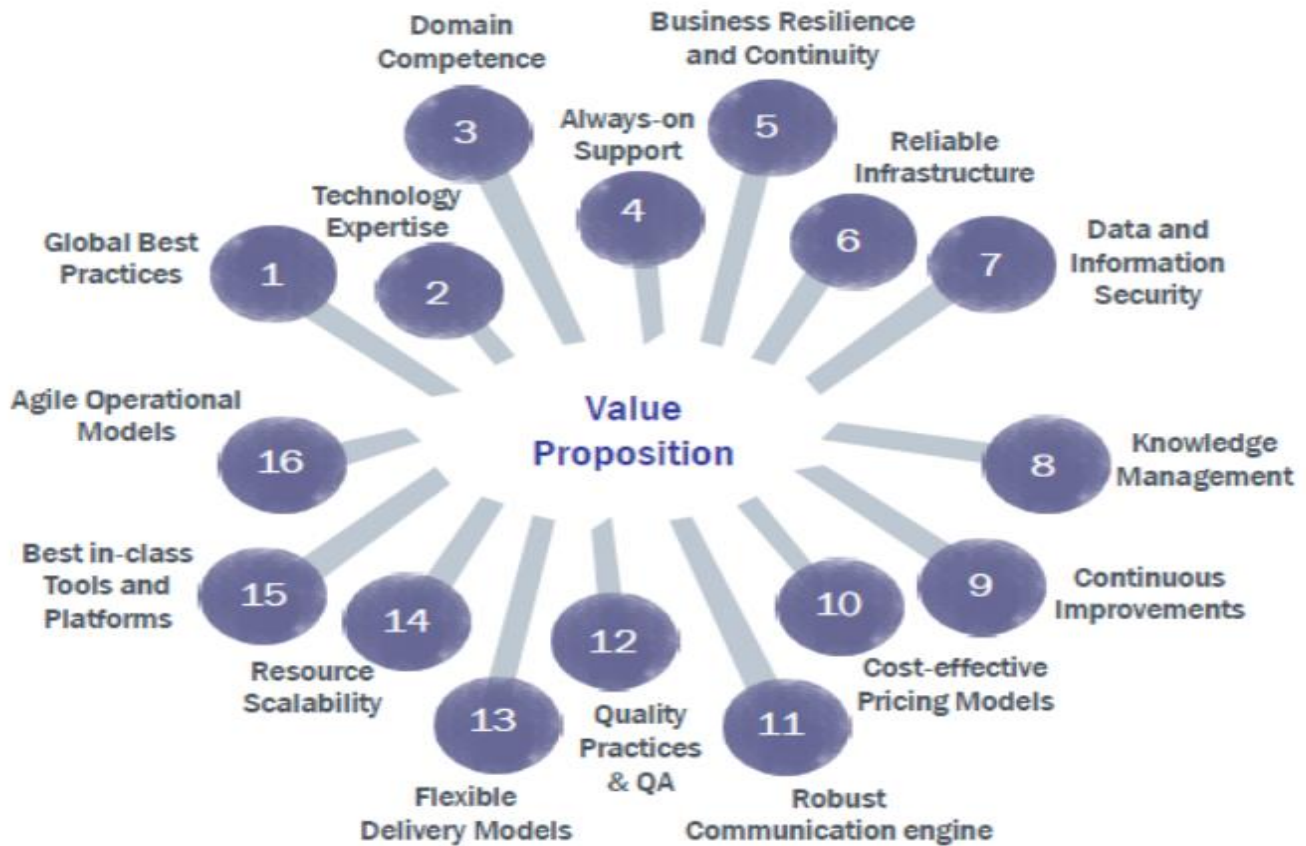 Domain
Competence
3
Business Resilience
and Continuity
5
Always-on
Support
4
Reliable
Infrastructure
6
Technology
Expertise
2
Global Best
Practices
1
Data and
Information
Security
7
Value
Proposition
Agile Operational
Models
16
Knowledge
Management
8
Best in-class
Tools and
Platforms
15
Continuous
Improvements
9
Resource
Scalability
14
Cost-effective
Pricing Models
10
Flexible
Delivery Models
13
Quality
Practices
& QA
12
Robust
Communication engine
11